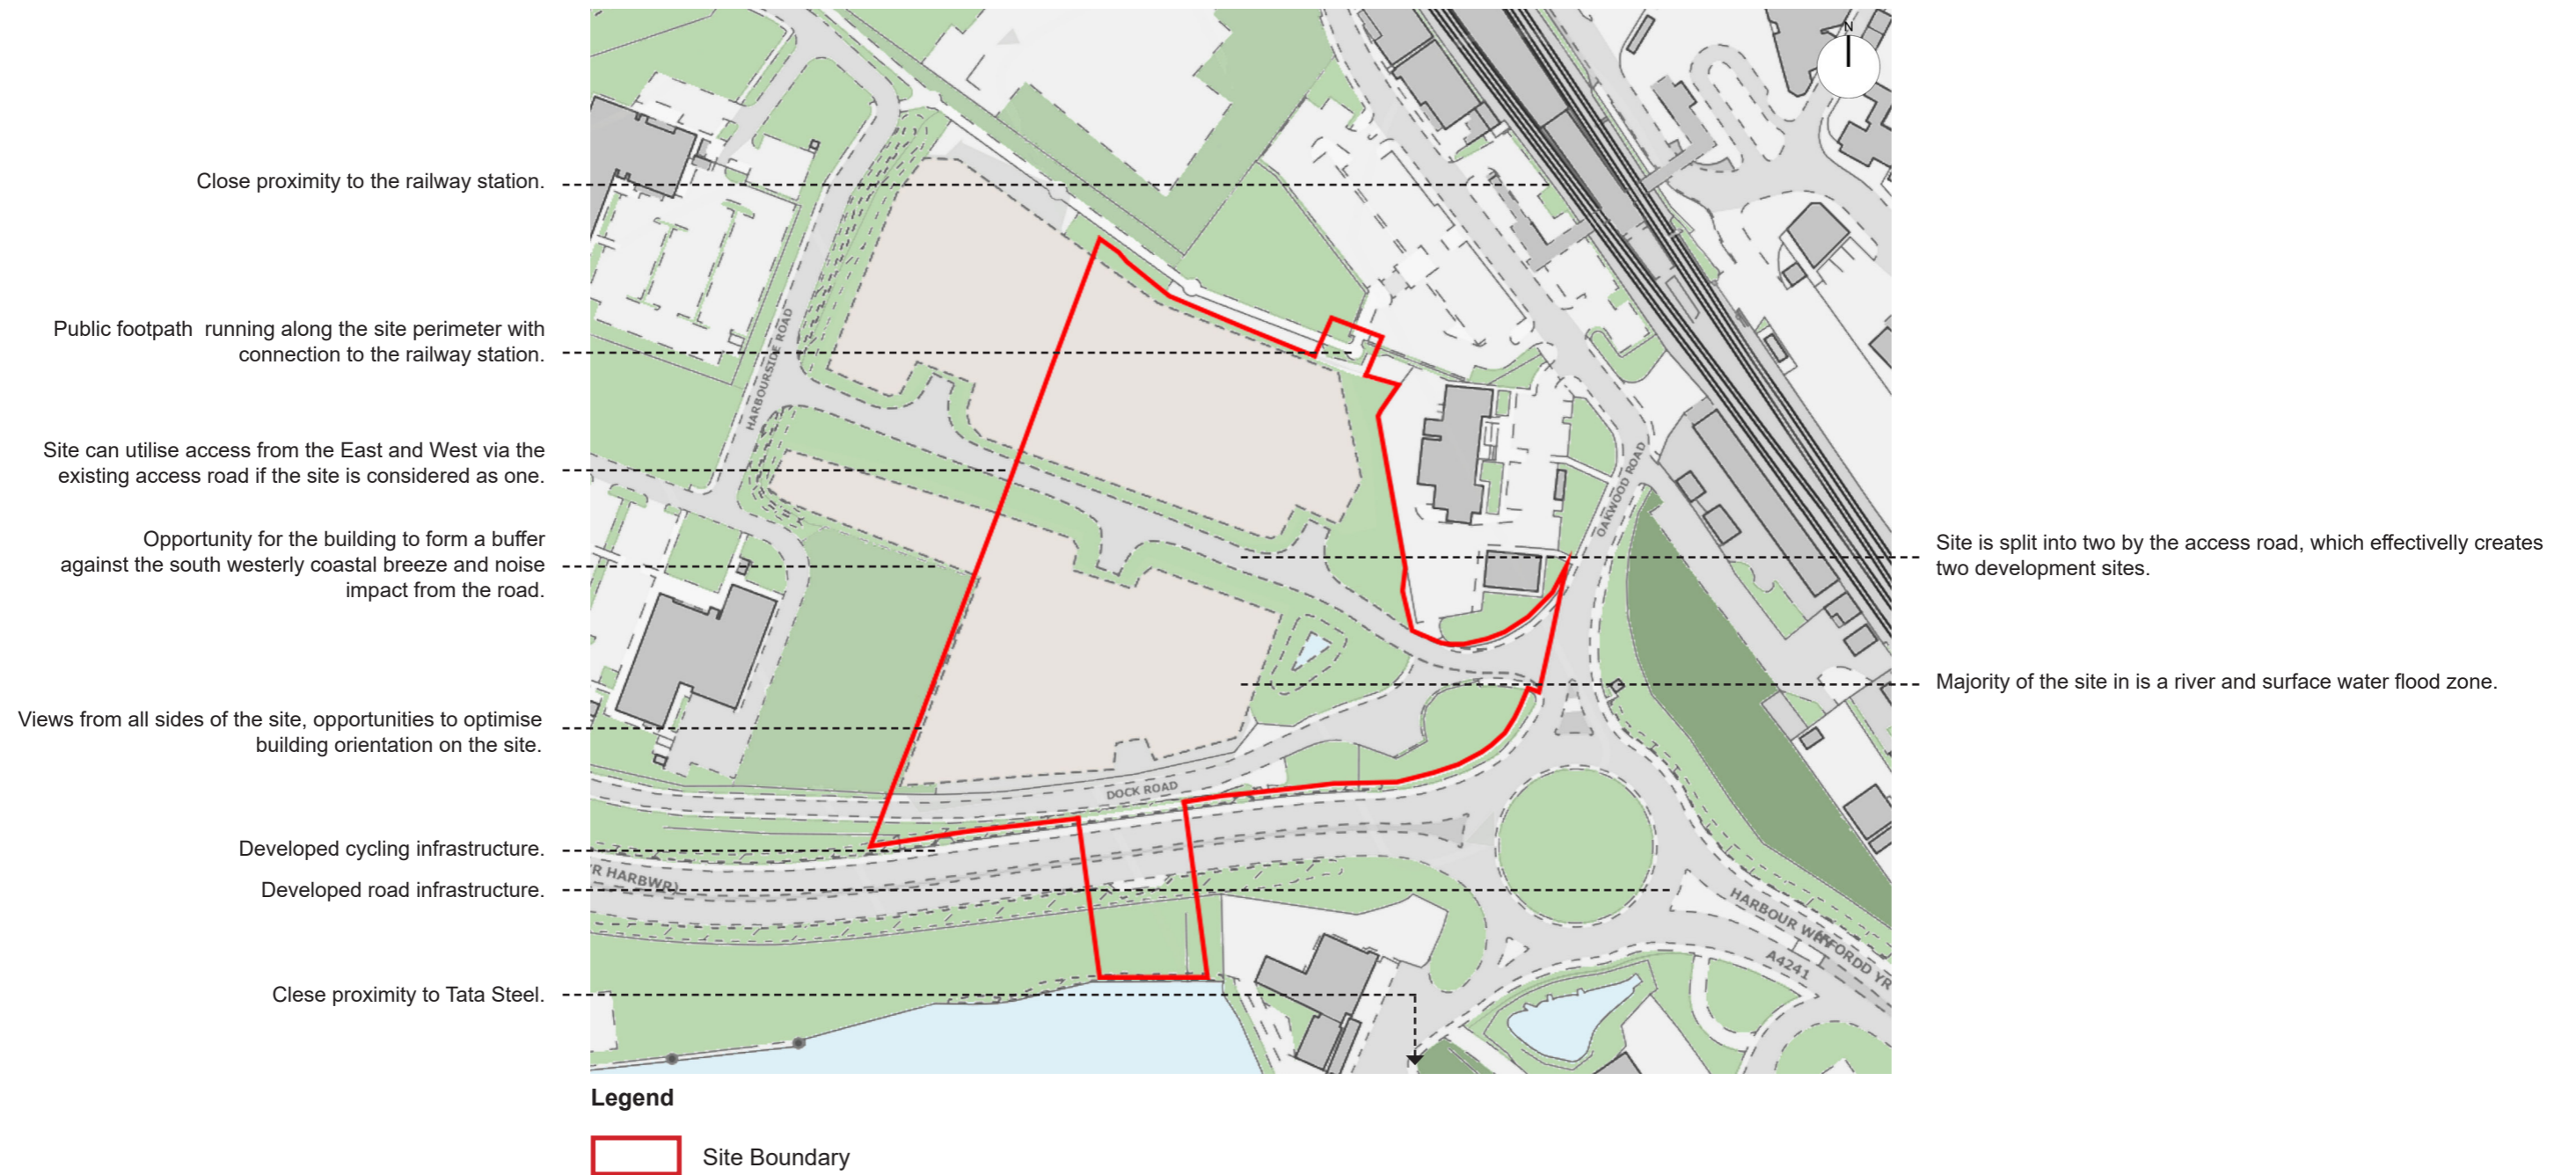 N
Close proximity to the railway station.
Public footpath  running along the site perimeter with
connection to the railway station.
Site can utilise access from the East and West via the
existing access road if the site is considered as one.
Opportunity for the building to form a buffer
against the south westerly coastal breeze and noise
impact from the road.
Views from all sides of the site, opportunities to optimise
building orientation on the site.
Developed cycling infrastructure.
Developed road infrastructure.
Clese proximity to Tata Steel.
HARBOURSIDE ROAD
OAKWOOD ROAD
DOCK ROAD
R HARBWR)
HARBOUR W
FFORDD YR
A4241
Site is split into two by the access road, which effectivelly creates
two development sites.
Majority of the site in is a river and surface water flood zone.
Legend
Site Boundary